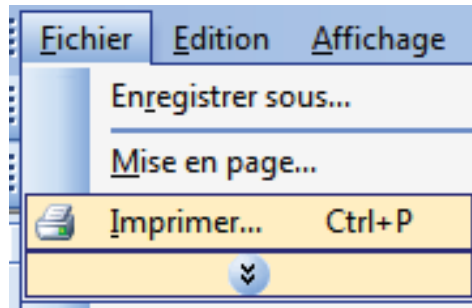 Fichier Edition Affichage
Enregistrer sous...
Mise en page...
Imprimer... Ctrl+P